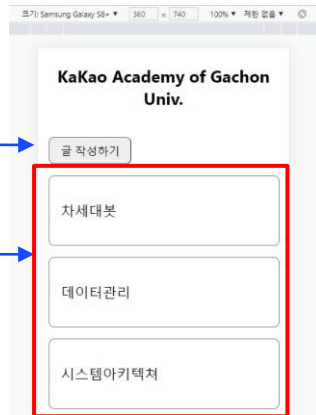 크기: Samsung Galaxy S8+ ▼ 360 × 740 100% ▼ 제한 없음 ▼
KaKao Academy of Gachon
Univ.
글 작성하기
차세대봇
데이터관리
시스템아키텍쳐